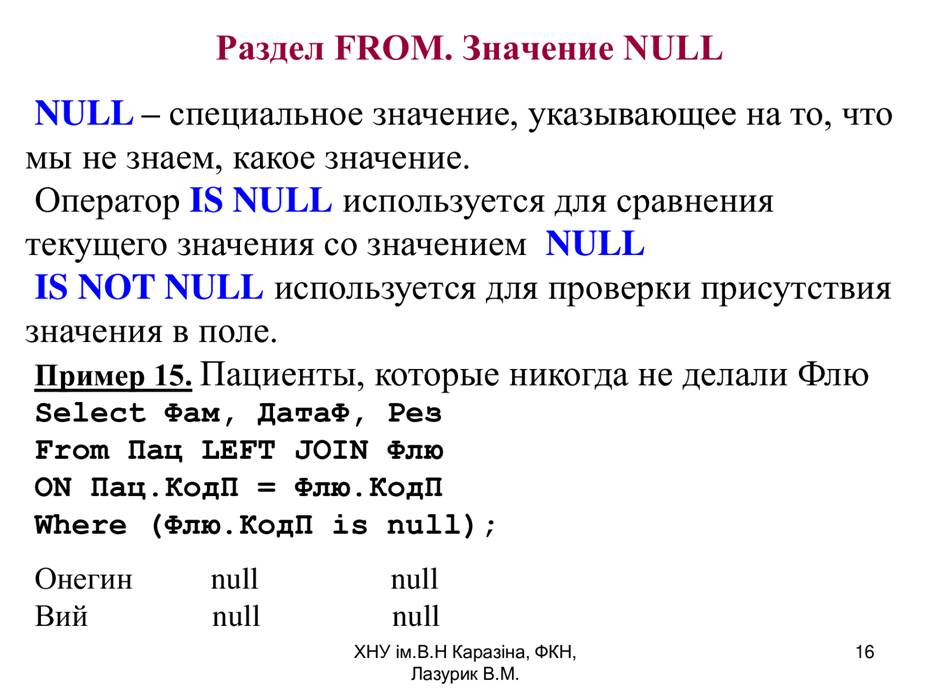 Раздел FROM. Значение NULL
NULL – специальное значение, указывающее на то, что
мы не знаем, какое значение.
Оператор IS NULL используется для сравнения
текущего значения со значением NULL
IS NOT NULL используется для проверки присутствия
значения в поле.
Пример 15. Пациенты, которые никогда не делали Флю
Select Фам, ДатаФ, Рез
From Пац LEFT JOIN Флю
ON Пац.КодП = Флю.КодП
Where (Флю.КодП is null);
Онегин null null
Вий null null
ХНУ ім.В.Н Каразіна, ФКН, 16
Лазурик В.М.